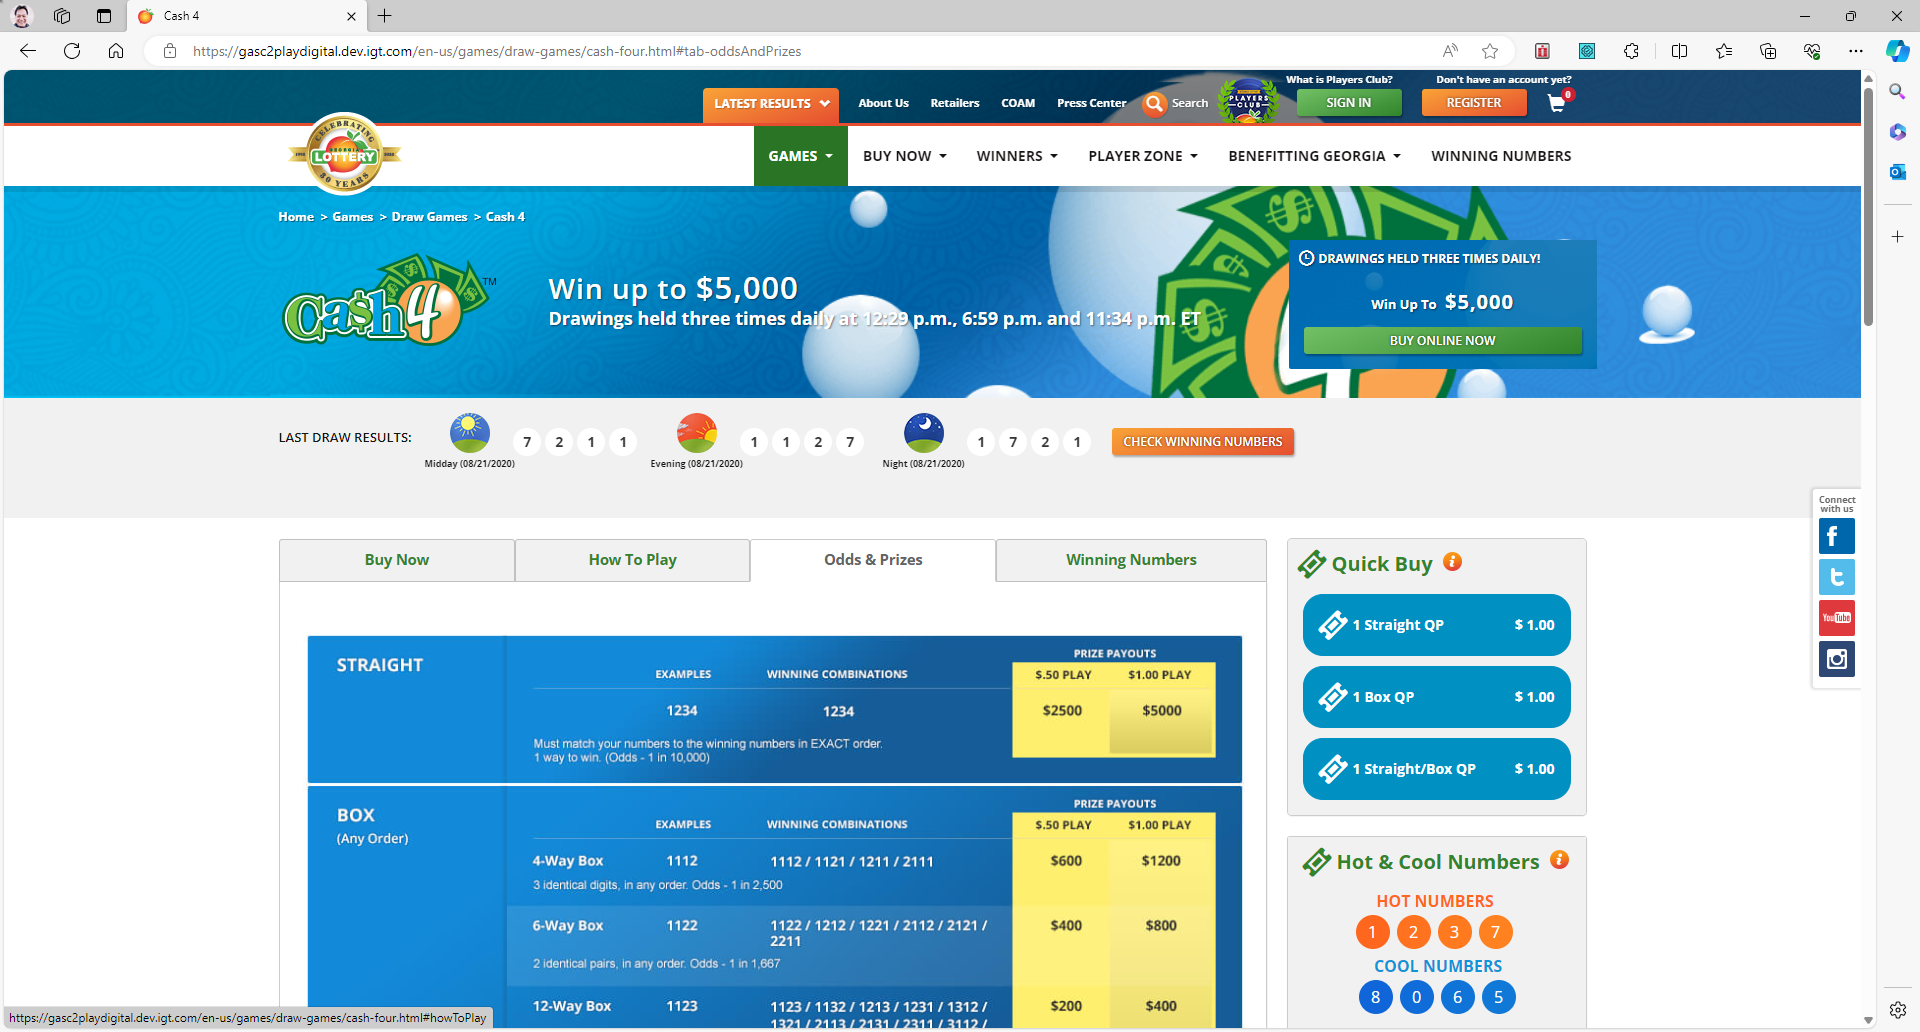 Cash 4
https://gasc2playdigital.dev.igt.com/en-us/games/draw-games/cash-four.html#tab-oddsAndPrizes
What is Players Club?
Don't have an account yet?
LATEST RESULTS
About Us
Retailers
COAM
Press Center
Search
PLAYERS
CLUB
SIGN IN
REGISTER
0
CELEBRATING
GEORGIA
LOTTERY
30 YEARS
GAMES
BUY NOW
WINNERS
PLAYER ZONE
BENEFITTING GEORGIA
WINNING NUMBERS
Home > Games > Draw Games > Cash 4
Ca$h 4 TM
Win up to $5,000
Drawings held three times daily at 12:29 p.m., 6:59 p.m. and 11:34 p.m. ET
DRAWINGS HELD THREE TIMES DAILY!
Win Up To $5,000
BUY ONLINE NOW
LAST DRAW RESULTS:
7 2 1 1
Midday (08/21/2020)
1 1 2 7
Evening (08/21/2020)
1 7 2 1
Night (08/21/2020)
CHECK WINNING NUMBERS
Connect
with us
f
t
YouTube
Buy Now
How To Play
Odds & Prizes
Winning Numbers
STRAIGHT
EXAMPLES
WINNING COMBINATIONS
PRIZE PAYOUTS
$.50 PLAY
$1.00 PLAY
1234
1234
$2500
$5000
Must match your numbers to the winning numbers in EXACT order.
1 way to win. (Odds - 1 in 10,000)
BOX
(Any Order)
EXAMPLES
WINNING COMBINATIONS
PRIZE PAYOUTS
$.50 PLAY
$1.00 PLAY
4-Way Box
1112
1112 / 1121 / 1211 / 2111
$600
$1200
3 identical digits, in any order. Odds - 1 in 2,500
6-Way Box
1122
1122 / 1212 / 1221 / 2112 / 2121 /
2211
$400
$800
2 identical pairs, in any order. Odds - 1 in 1,667
12-Way Box
1123
1123 / 1132 / 1213 / 1231 / 1312 /
1321 / 2113 / 2131 / 2311 / 3112 /
$200
$400
Quick Buy
1 Straight QP
$ 1.00
1 Box QP
$ 1.00
1 Straight/Box QP
$ 1.00
Hot & Cool Numbers
HOT NUMBERS
1 2 3 7
COOL NUMBERS
8 0 6 5
https://gasc2playdigital.dev.igt.com/en-us/games/draw-games/cash-four.html#howToPlay